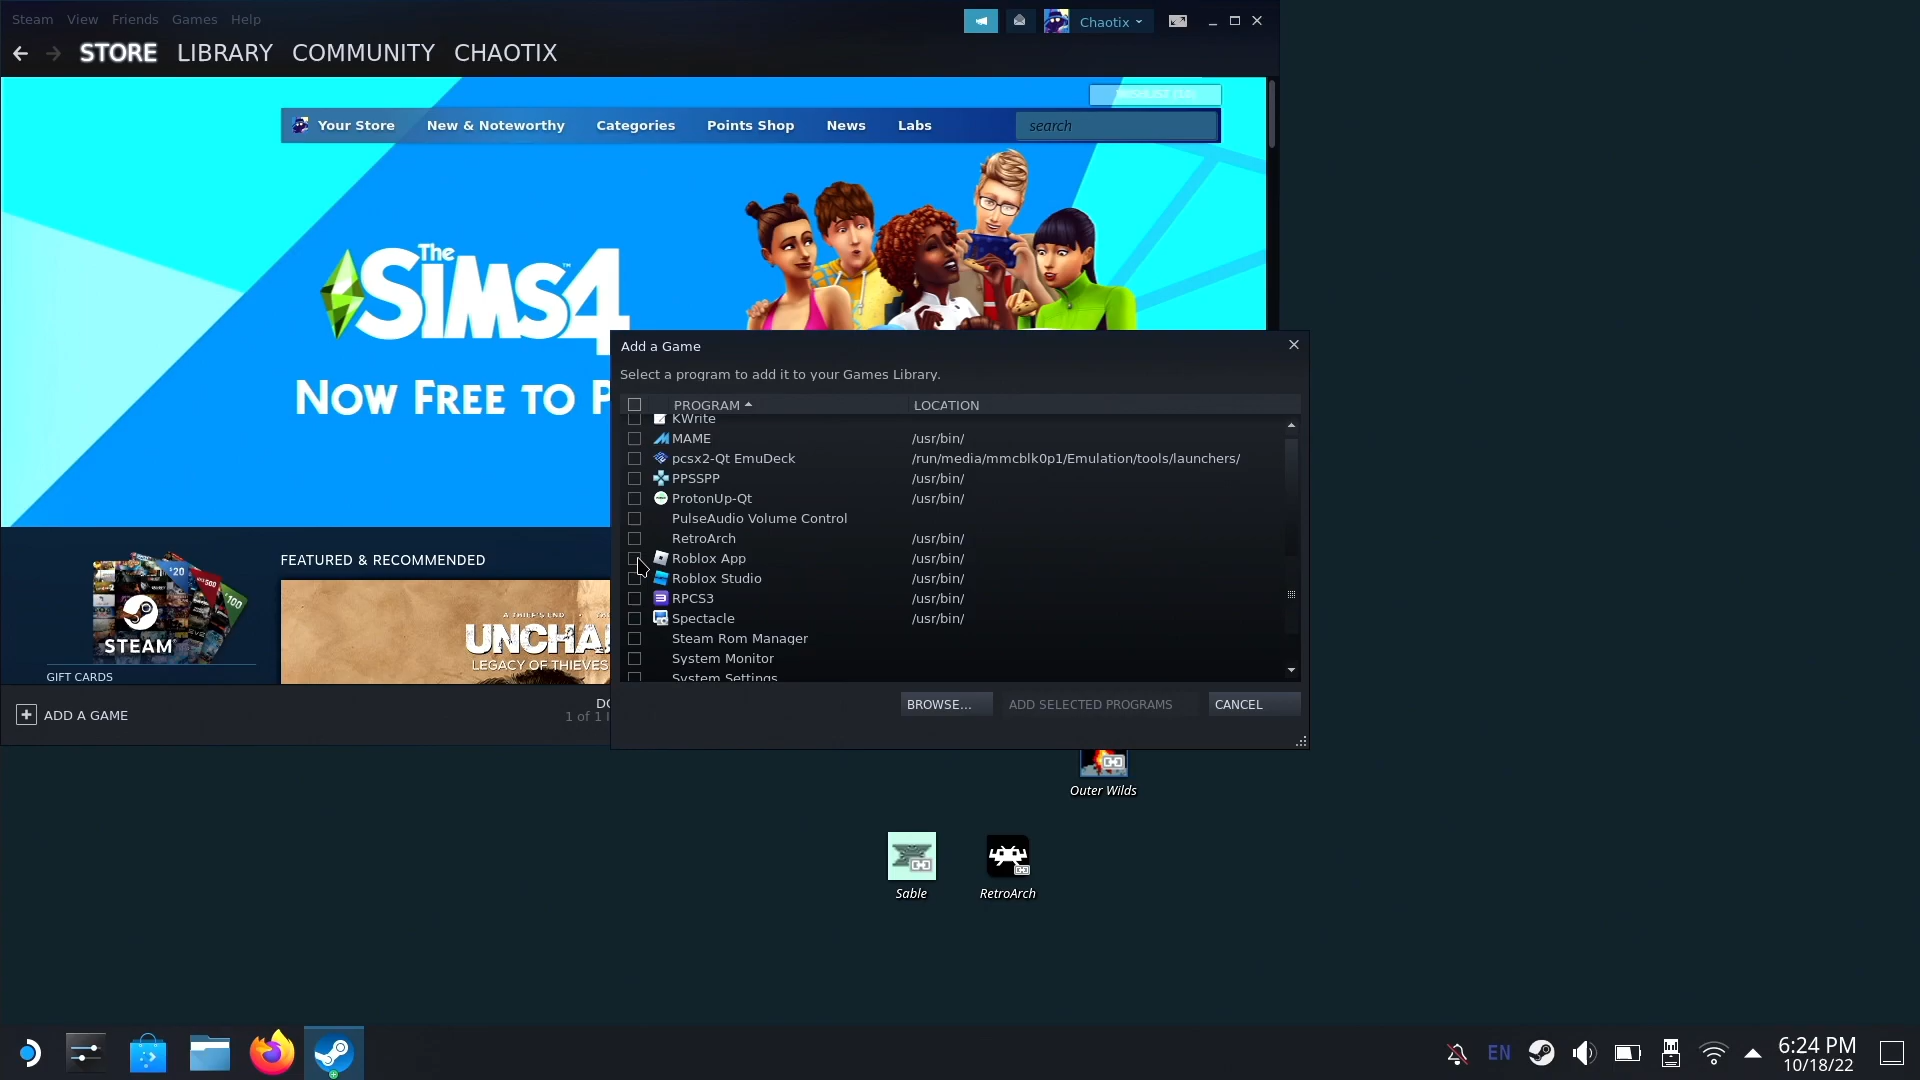 Steam View Friends Games Help
Chaotix
STORE LIBRARY COMMUNITY CHAOTIX
Your Store New & Noteworthy Categories Points Shop News Labs search
The
SiMS4
NOW FREE TO P
Add a Game
Select a program to add it to your Games Library.
PROGRAM LOCATION
KWrite
MAME /usr/bin/
pcsx2-Qt EmuDeck /run/media/mmcblk0p1/Emulation/tools/launchers/
PPSSPP /usr/bin/
ProtonUp-Qt /usr/bin/
PulseAudio Volume Control
RetroArch /usr/bin/
Roblox App /usr/bin/
Roblox Studio /usr/bin/
RPCS3 /usr/bin/
Spectacle /usr/bin/
Steam Rom Manager
System Monitor
System Settings
BROWSE... ADD SELECTED PROGRAMS CANCEL
$20
$100
STEAM
GIFT CARDS
FEATURED & RECOMMENDED
A THIEF'S END
UNCHA
LEGACY OF THIEVES
ADD A GAME
DO
1 of 1 I
Outer Wilds
Sable
RetroArch
EN
6:24 PM
10/18/22